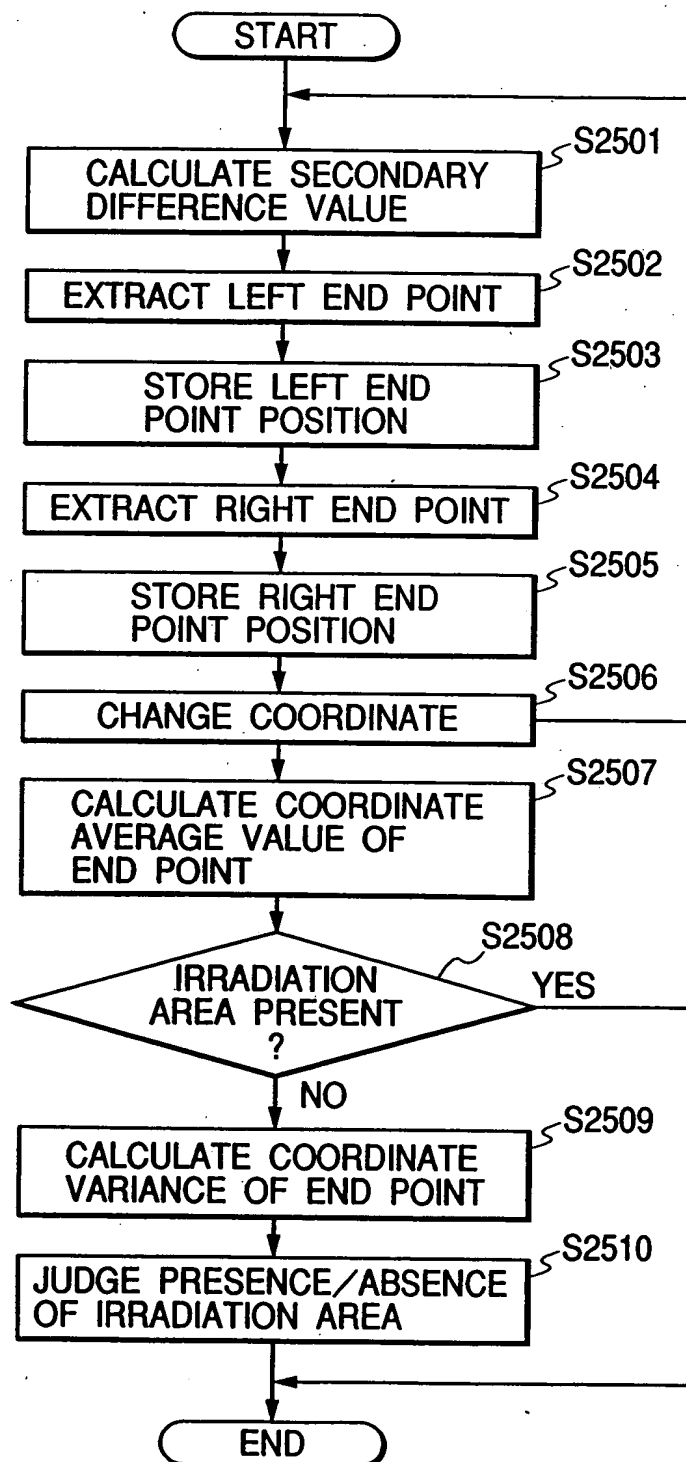 START
S2501
CALCULATE SECONDARY
DIFFERENCE VALUE
S2502
EXTRACT LEFT END POINT
S2503
STORE LEFT END
POINT POSITION
S2504
EXTRACT RIGHT END POINT
S2505
STORE RIGHT END
POINT POSITION
S2506
CHANGE COORDINATE
S2507
CALCULATE COORDINATE
AVERAGE VALUE OF
END POINT
S2508
IRRADIATION
AREA PRESENT
?
YES
NO
S2509
CALCULATE COORDINATE
VARIANCE OF END POINT
S2510
JUDGE PRESENCE/ABSENCE
OF IRRADIATION AREA
END